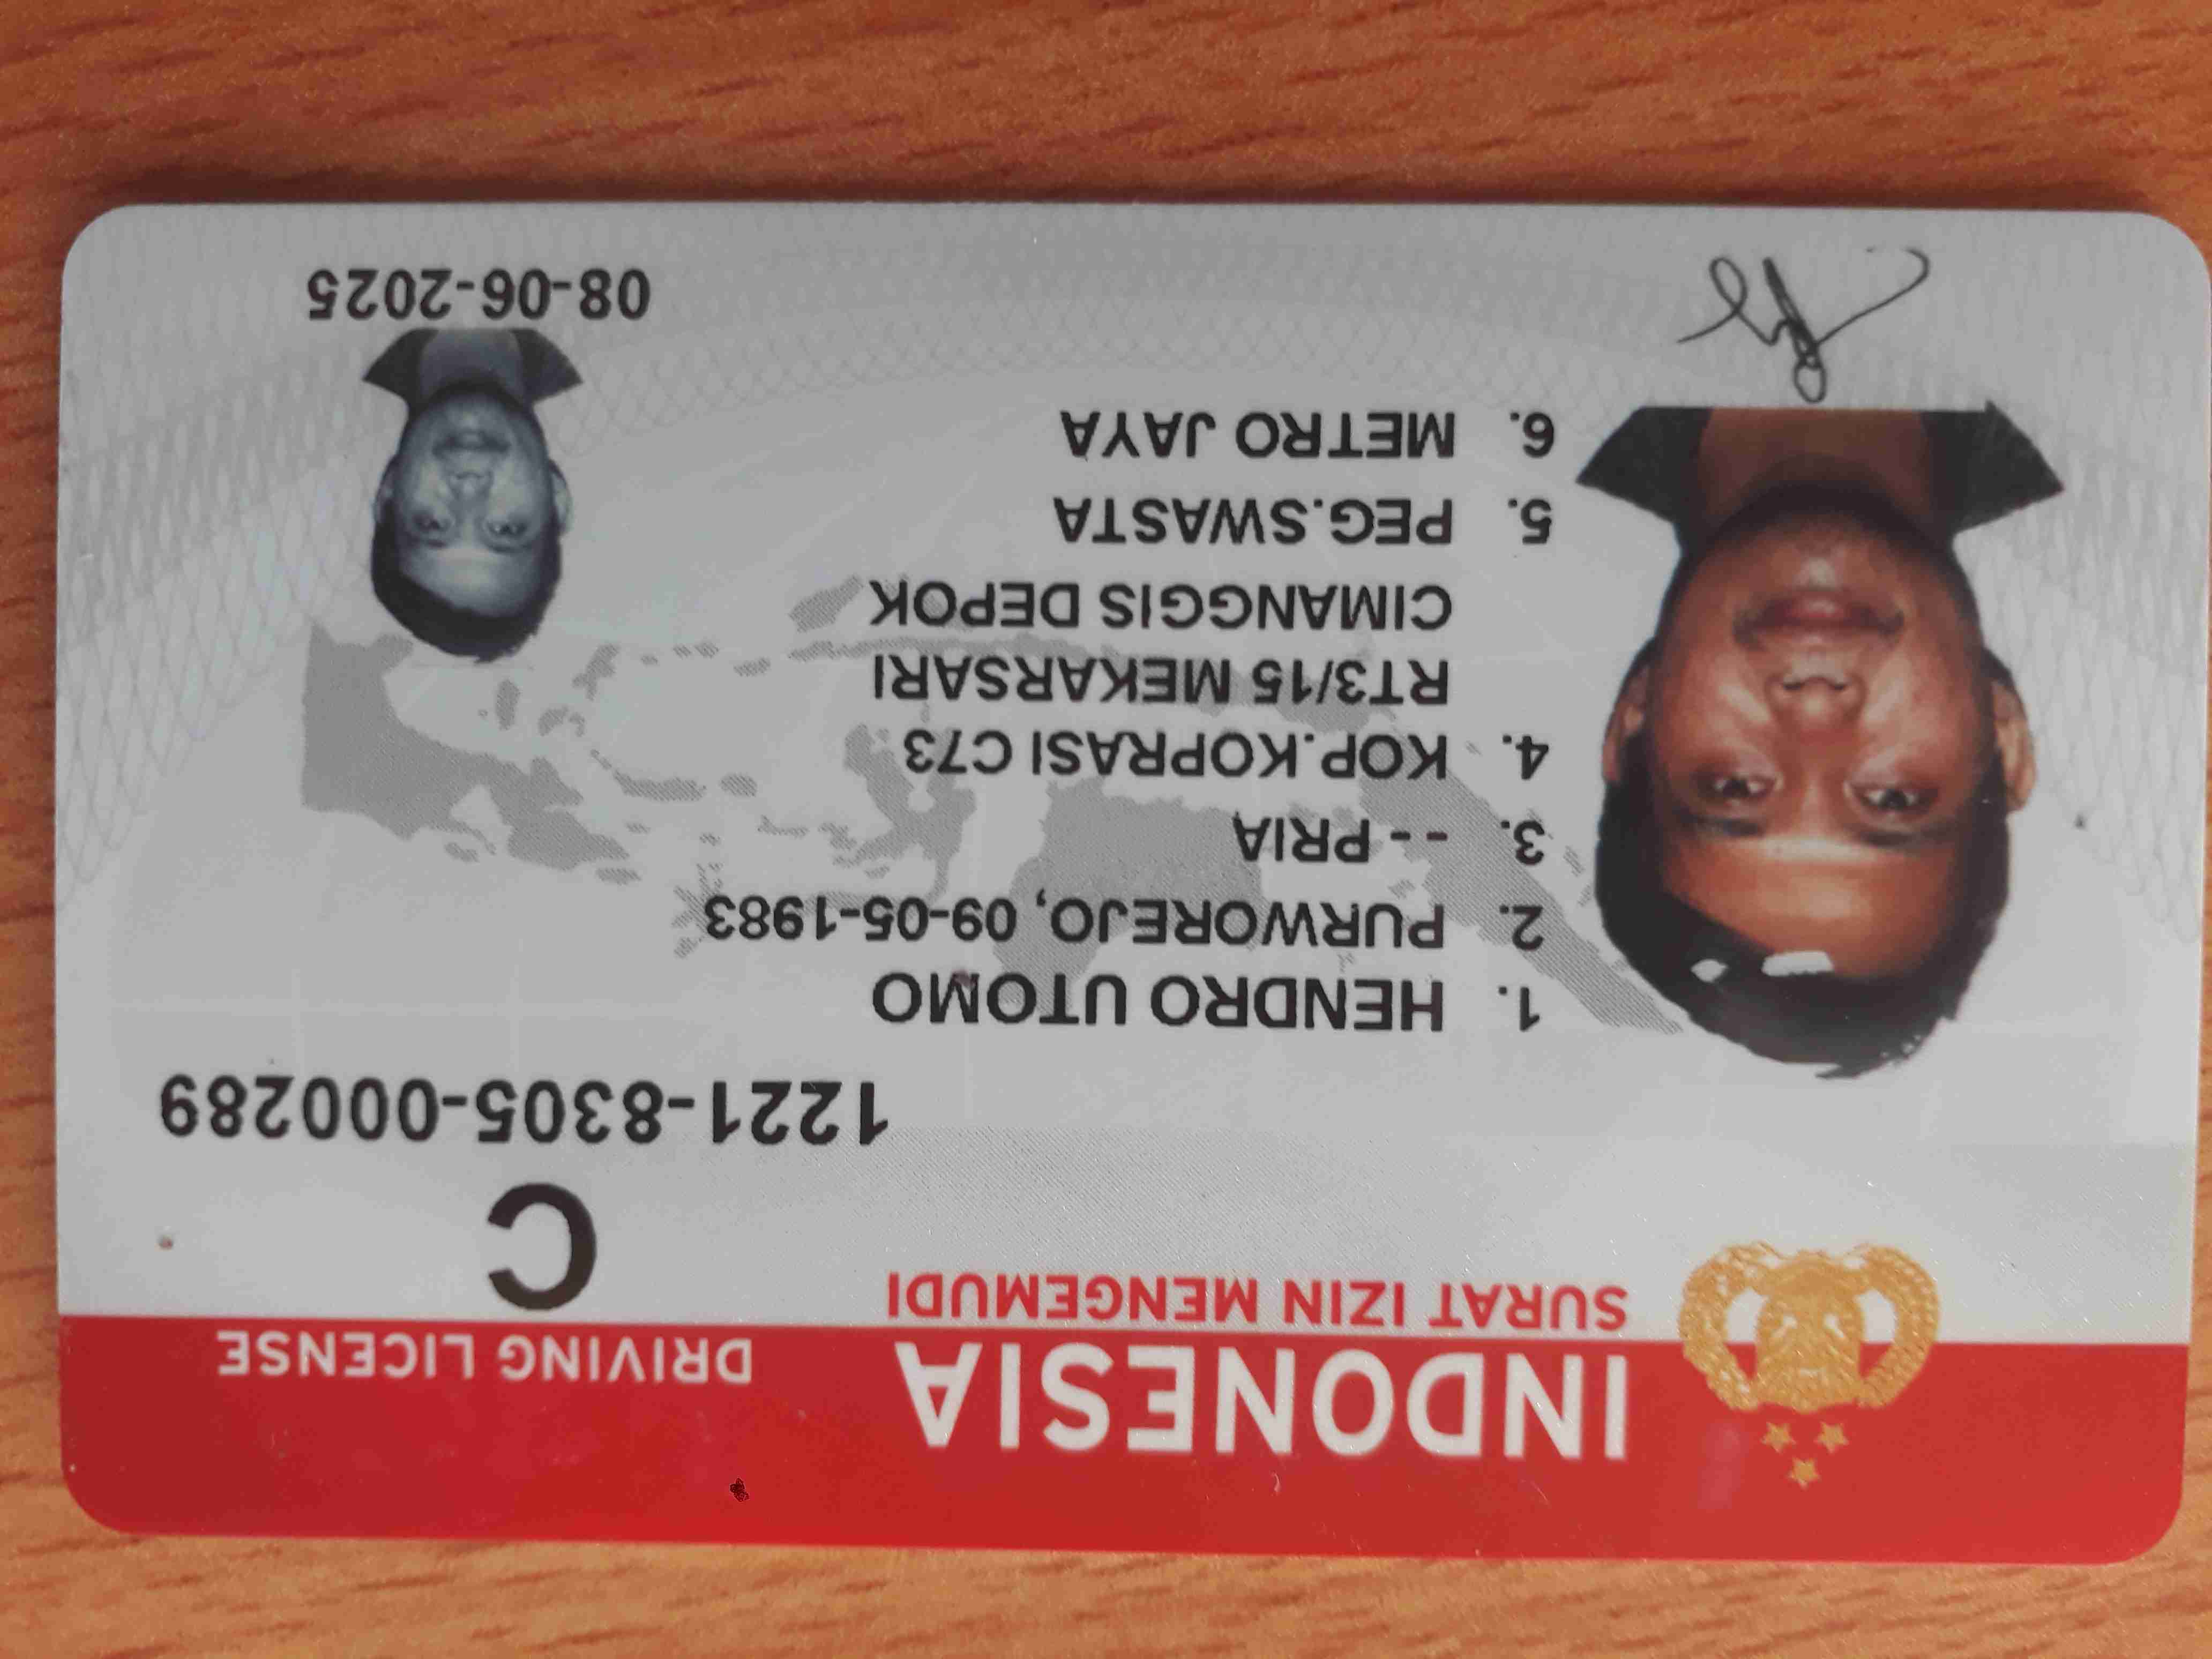 INDONESIA
DRIVING LICENSE
SURAT IZIN MENGEMUDI
C
1221-8305-000289
1. HENDRO UTOMO
2. PURWOREJO, 09-05-1983
3. - - PRIA
4. KOP.KOPRASI C73
RT3/15 MEKARSARI
CIMANGGIS DEPOK
5. PEG.SWASTA
6. METRO JAYA
08-06-2025